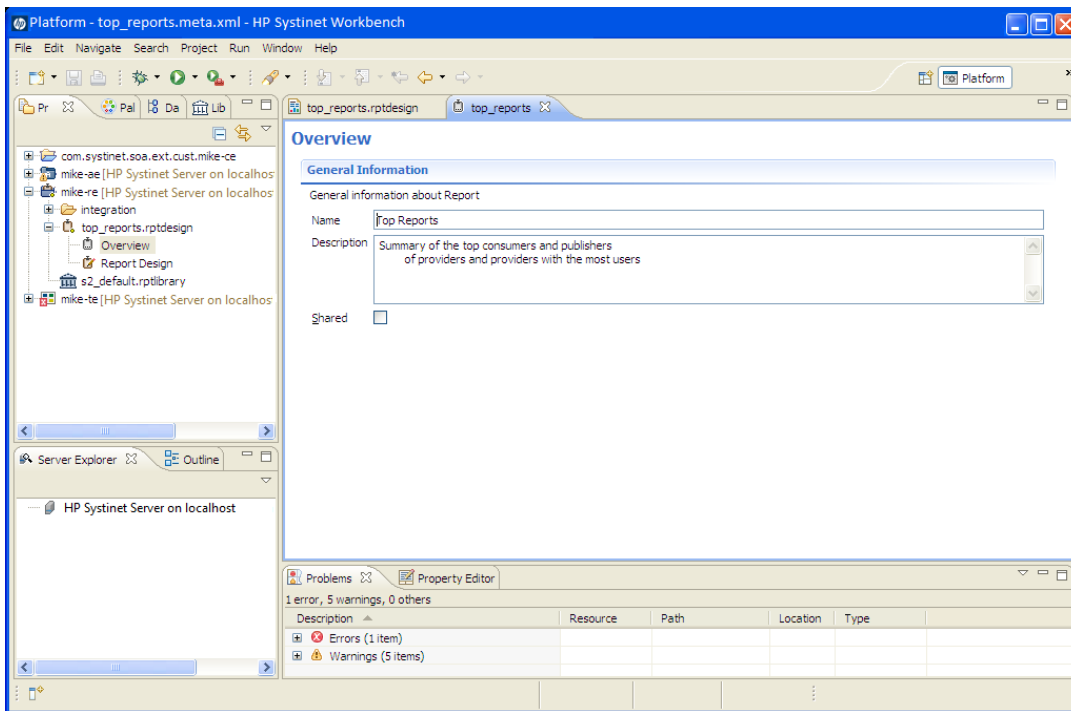 Platform - top_reports.meta.xml - HP Systinet Workbench
File Edit Navigate Search Project Run Window Help
Platform
Pr Pal Da Lib
com.systinet.soa.ext.cust.mike-ce
mike-ae [HP Systinet Server on localhos
mike-re [HP Systinet Server on localhos
integration
top_reports.rptdesign
Overview
Report Design
s2_default.rptlibrary
mike-te [HP Systinet Server on localhos
Server Explorer Outline
HP Systinet Server on localhost
top_reports.rptdesign top_reports
Overview
General Information
General information about Report
Name Top Reports
Description Summary of the top consumers and publishers
of providers and providers with the most users
Shared
Problems Property Editor
1 error, 5 warnings, 0 others
Description Resource Path Location Type
Errors (1 item)
Warnings (5 items)